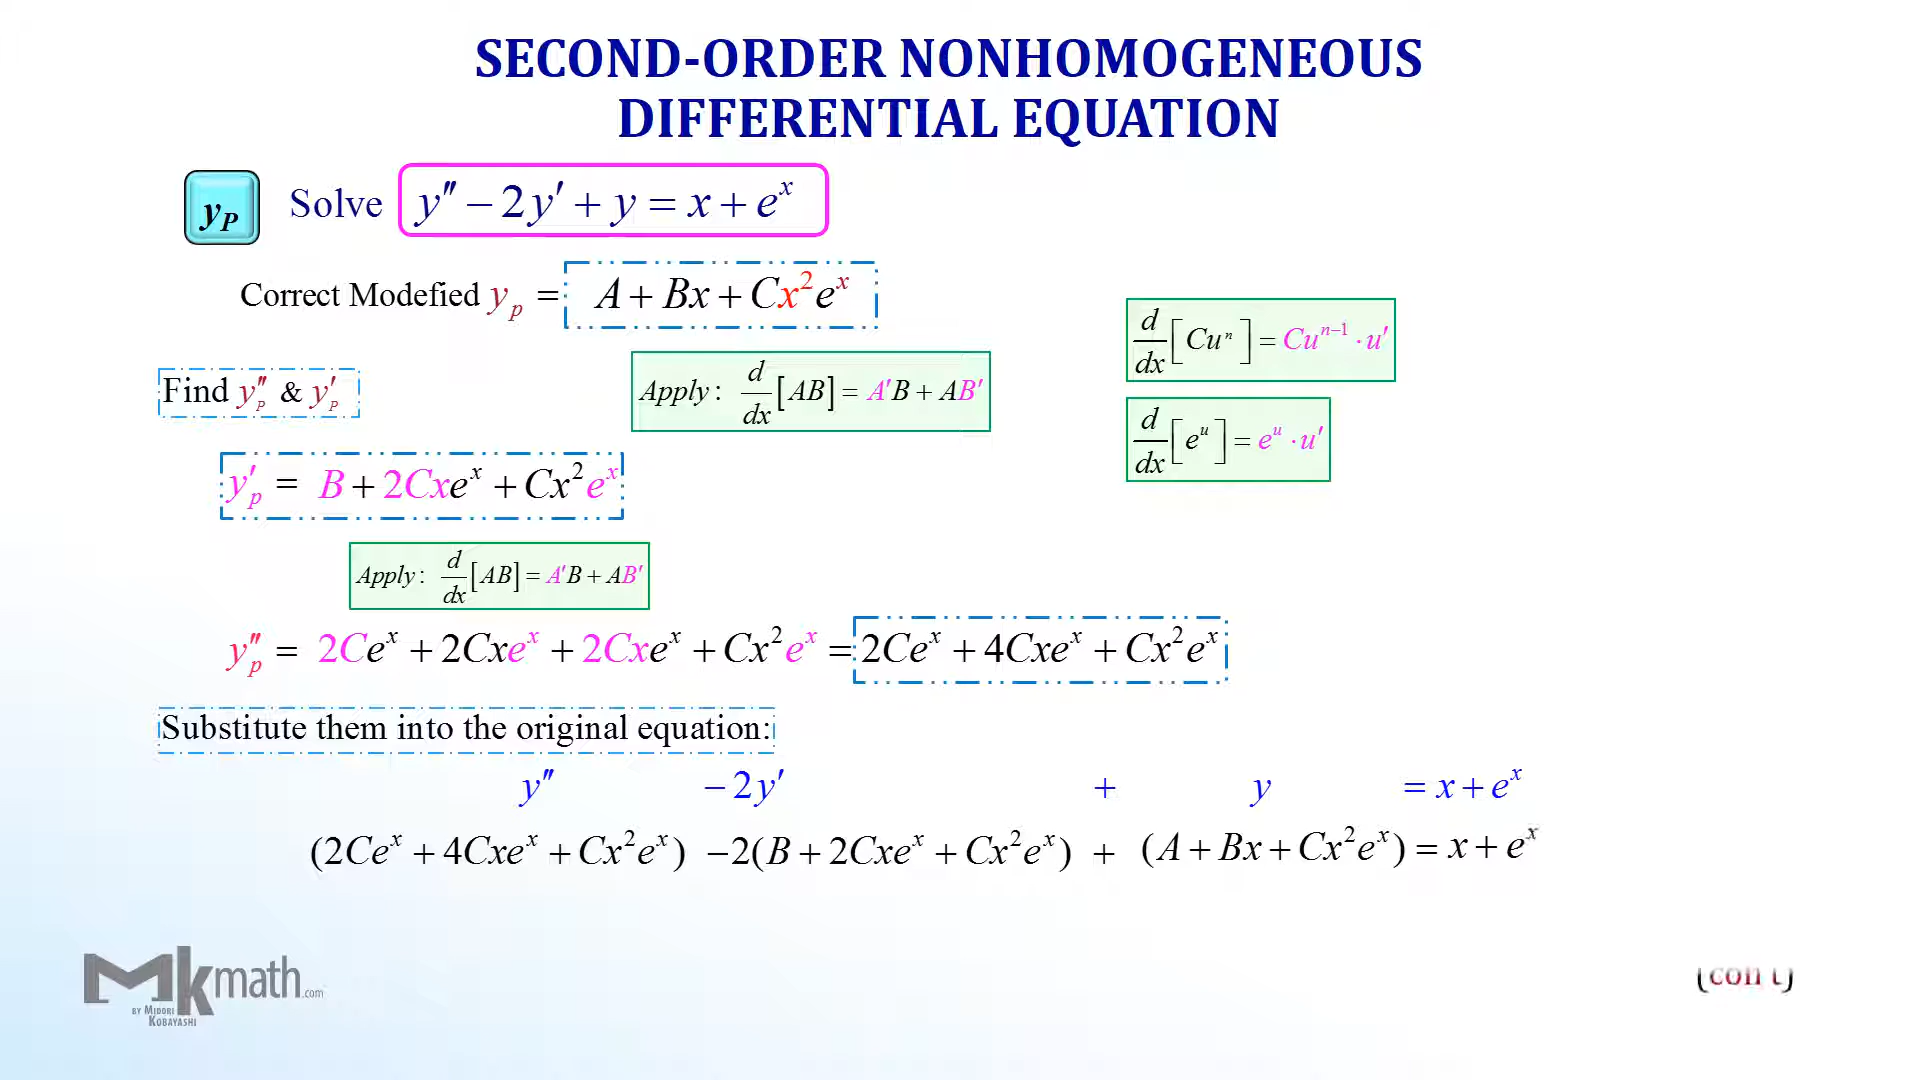 SECOND-ORDER NONHOMOGENEOUS
DIFFERENTIAL EQUATION
y_P Solve y″ − 2y′ + y = x + e^x
Correct Modefied y_p = A + Bx + Cx²e^x
d/dx [Cuⁿ] = Cu^(n−1) · u′
Find y″_P & y′_P
Apply: d/dx [AB] = A′B + AB′
d/dx [e^u] = e^u · u′
y′_p = B + 2Cxe^x + Cx²e^x
Apply: d/dx [AB] = A′B + AB′
y″_p = 2Ce^x + 2Cxe^x + 2Cxe^x + Cx²e^x = 2Ce^x + 4Cxe^x + Cx²e^x
Substitute them into the original equation:
y″ − 2y′ + y = x + e^x
(2Ce^x + 4Cxe^x + Cx²e^x) −2(B + 2Cxe^x + Cx²e^x) + (A + Bx + Cx²e^x) = x + e^x
Mkmath.com
BY MIDORI
KOBAYASHI